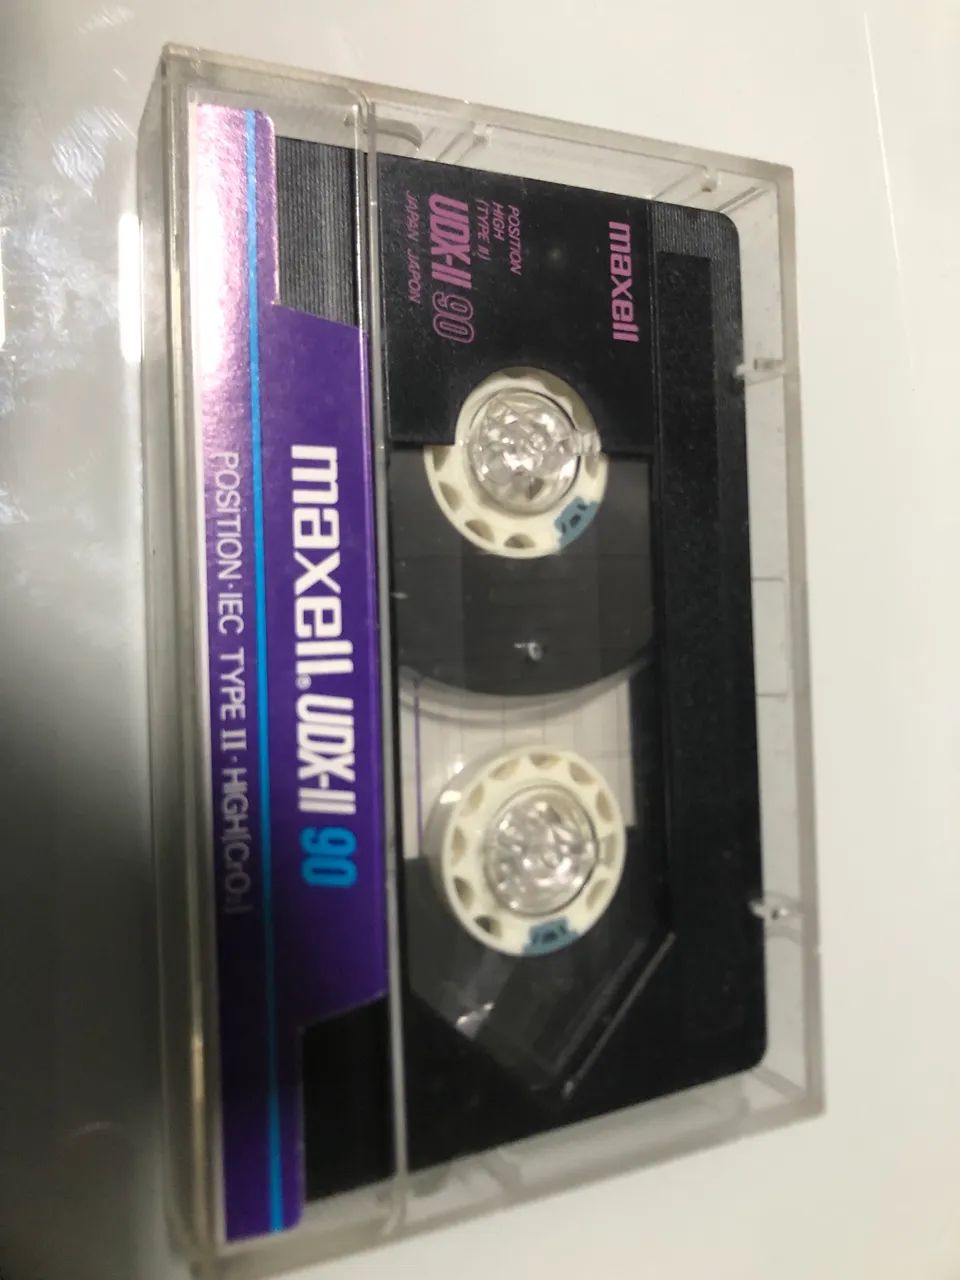 maxell
POSITION
HIGH
(TYPE II)
UDX-II 90
JAPAN JAPON
maxell® UDX-II 90
POSITION·IEC TYPE II·HIGH(CrO₂)